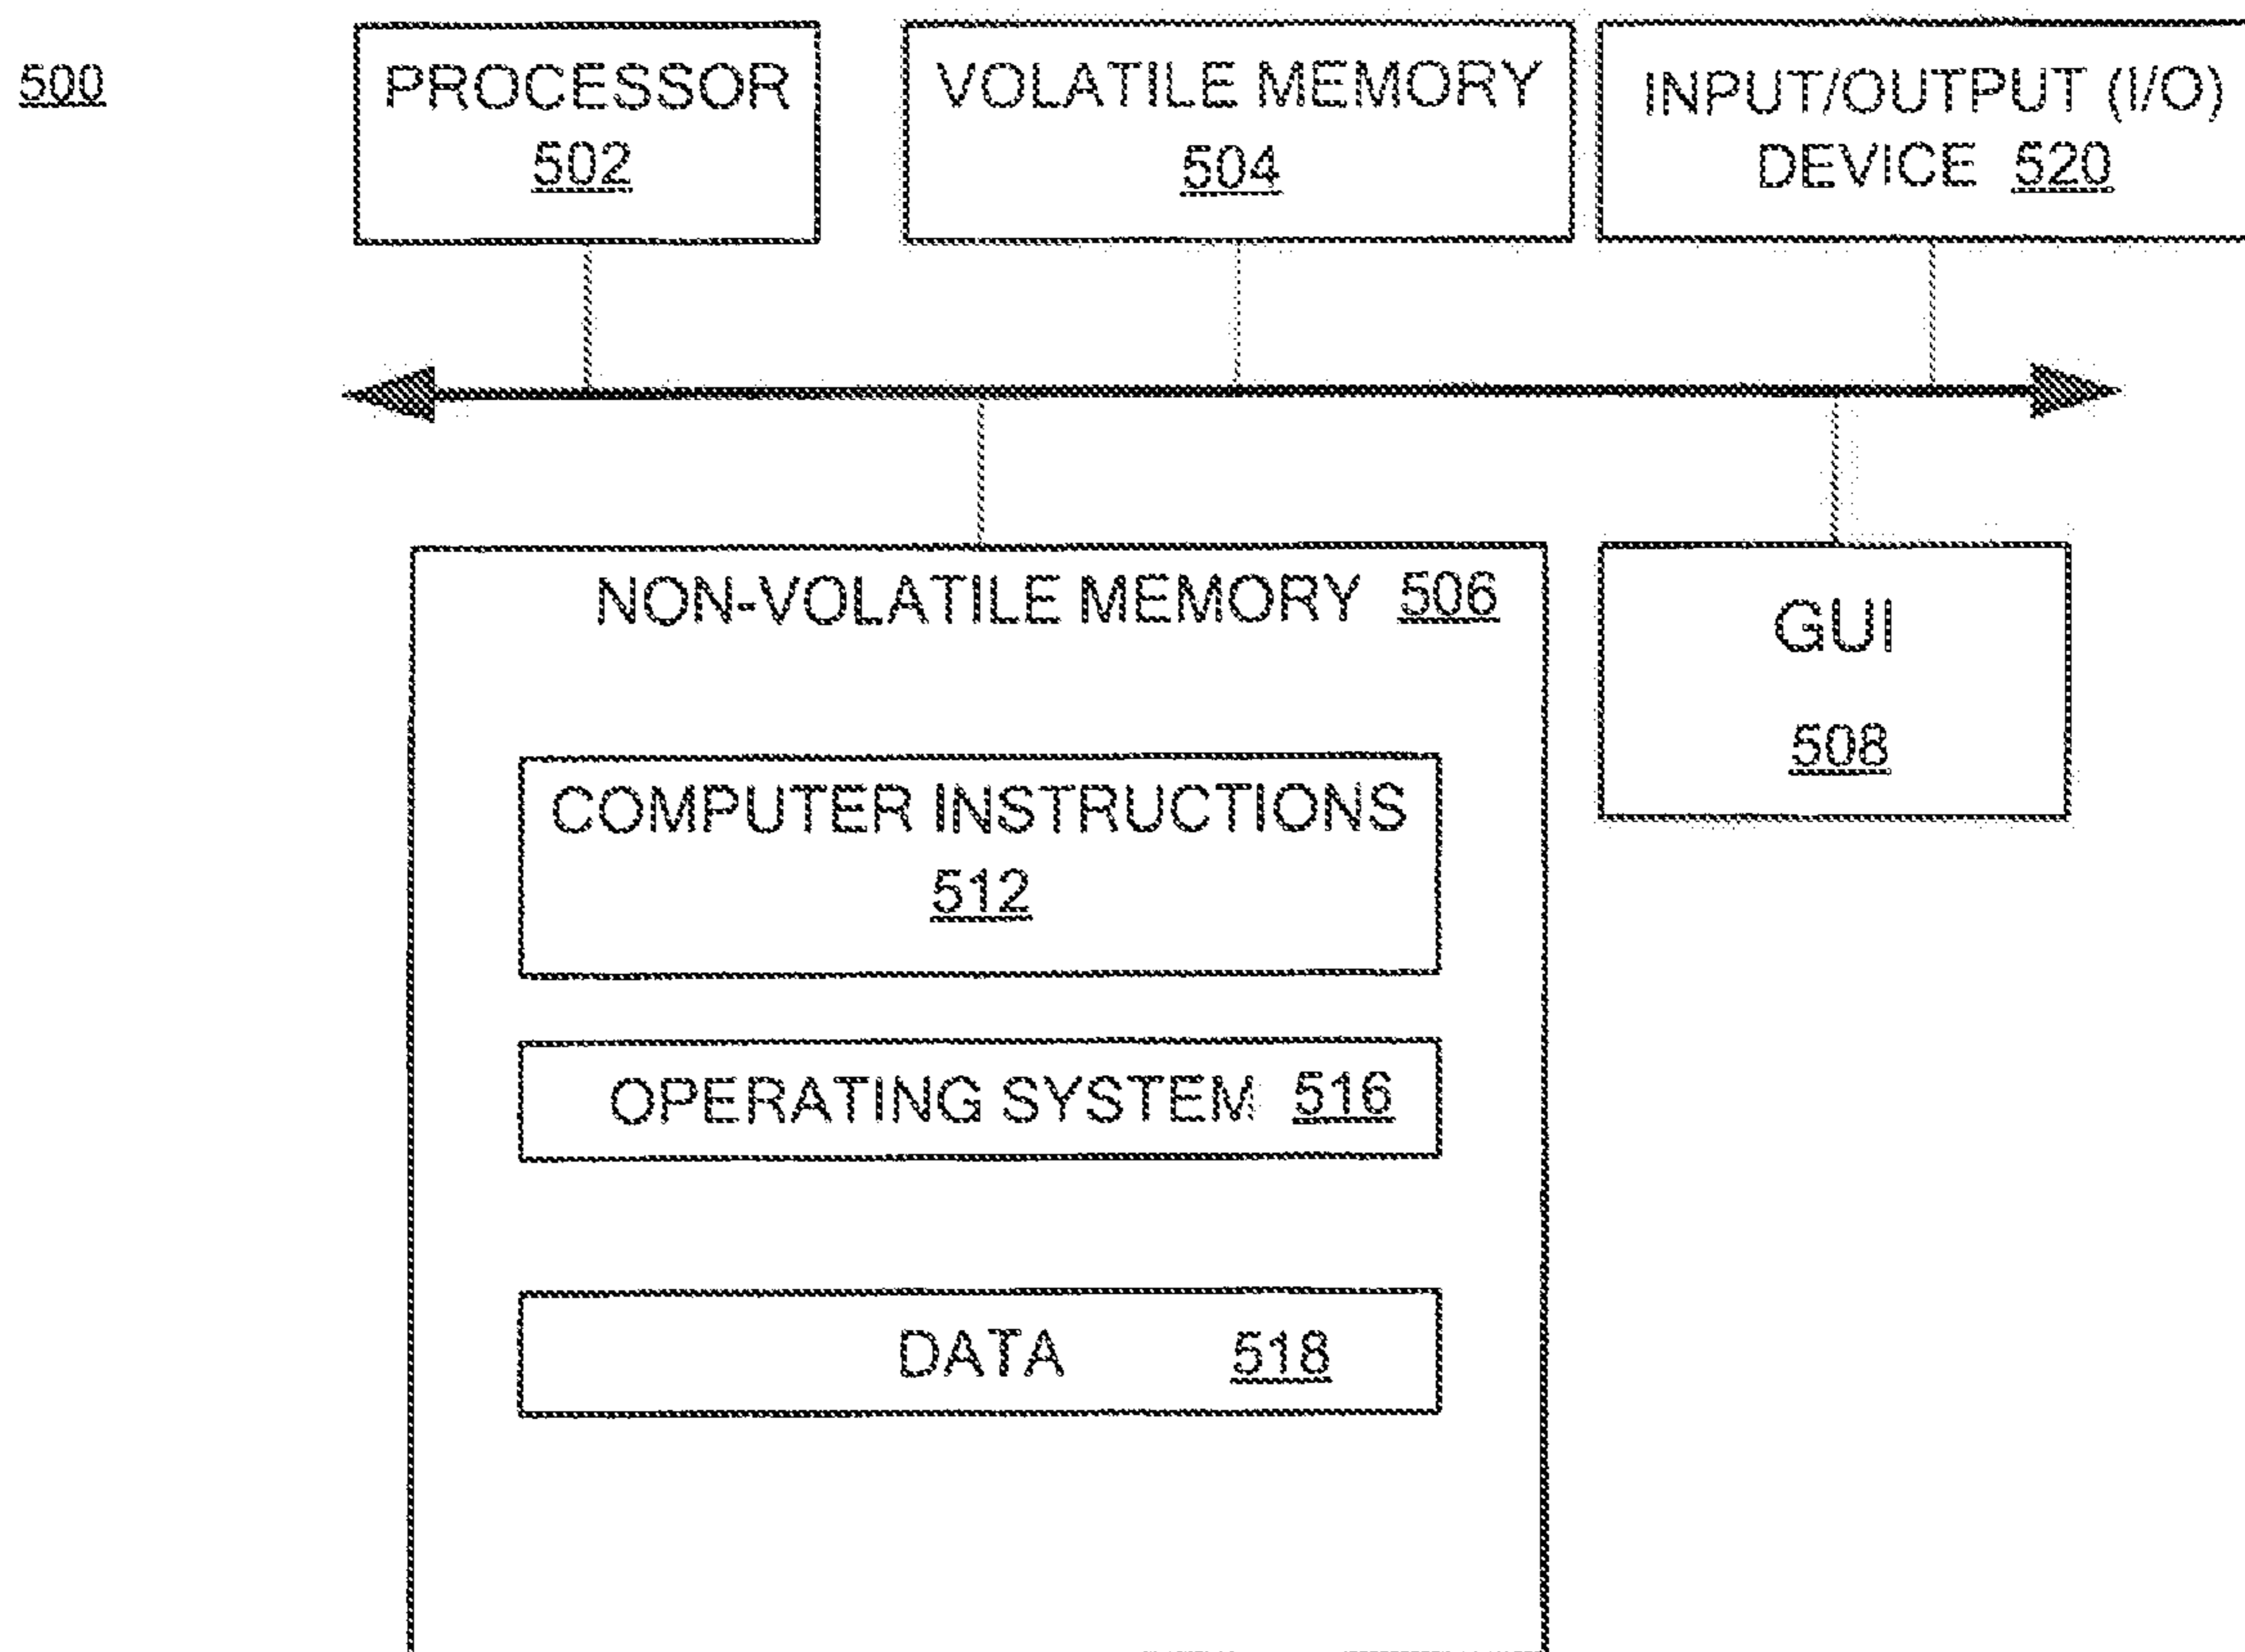 500
PROCESSOR
502
VOLATILE MEMORY
504
INPUT/OUTPUT (I/O)
DEVICE 520
NON-VOLATILE MEMORY 506
COMPUTER INSTRUCTIONS
512
OPERATING SYSTEM 516
DATA 518
GUI
508